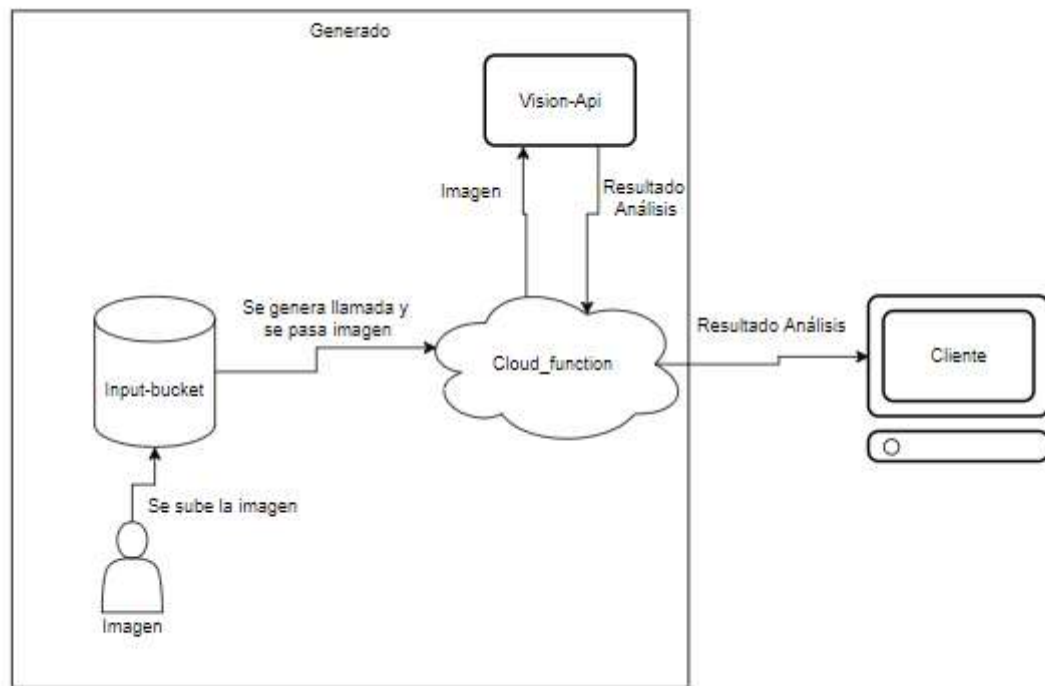 Generado
Vision-Api
Imagen
Resultado
Análisis
Se genera llamada y
se pasa imagen
Resultado Análisis
Input-bucket
Cloud_function
Cliente
Se sube la imagen
Imagen